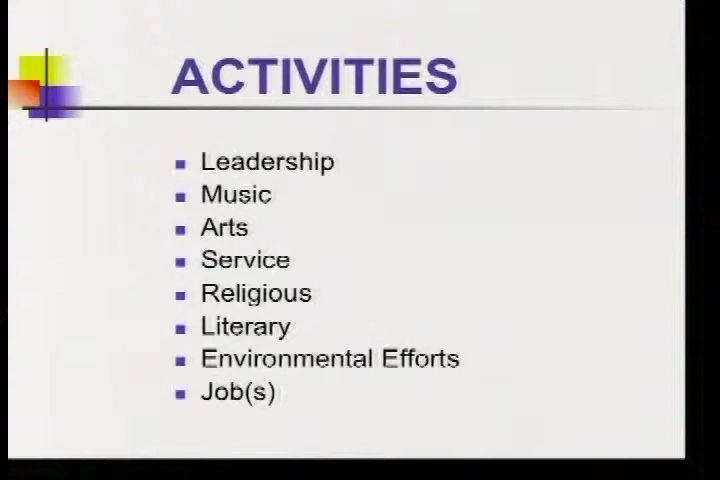 ACTIVITIES
Leadership
Music
Arts
Service
Religious
Literary
Environmental Efforts
Job(s)